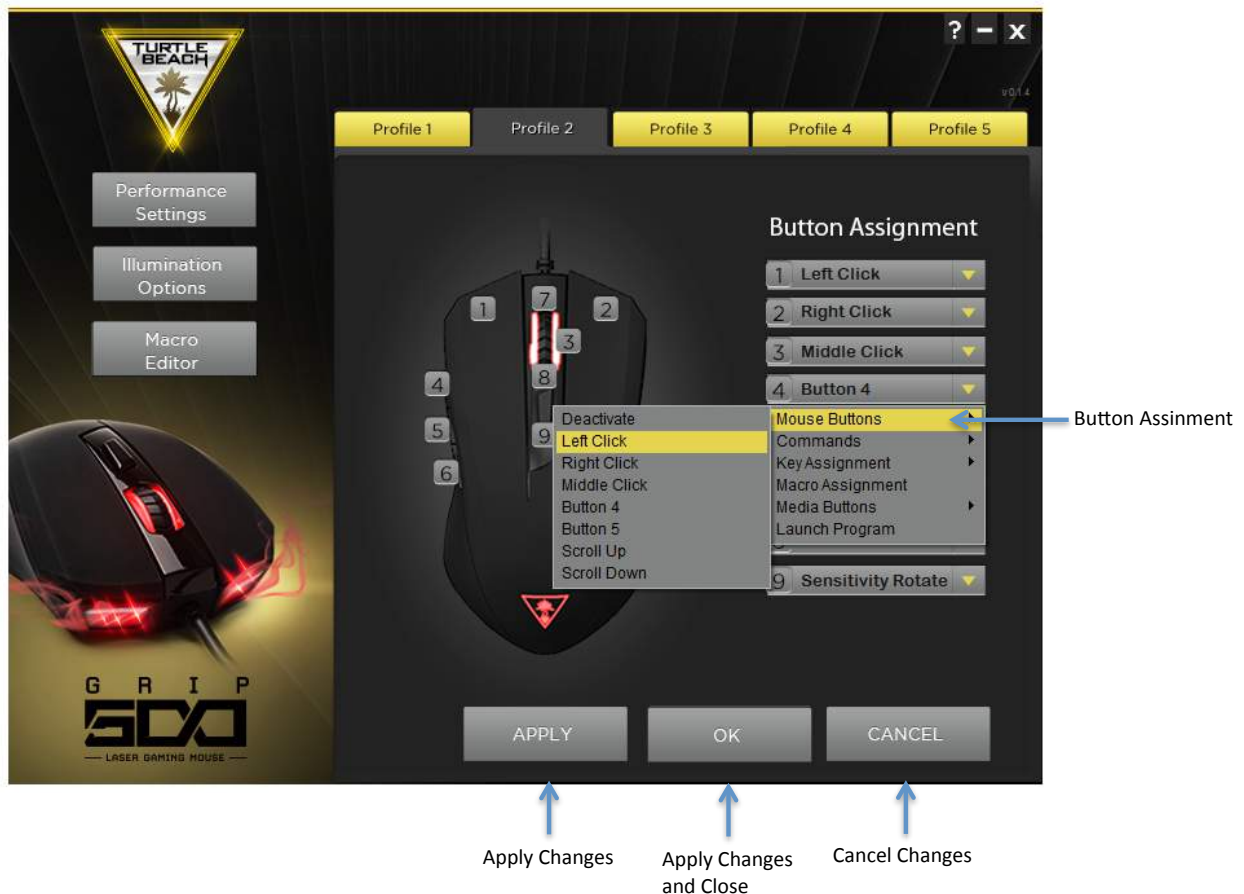 TURTLE
BEACH
? – x
v0.1.4
Profile 1
Profile 2
Profile 3
Profile 4
Profile 5
Performance
Settings
Illumination
Options
Macro
Editor
Button Assignment
1 Left Click
2 Right Click
3 Middle Click
4 Button 4
1
7
2
3
8
4
5
9
6
Mouse Buttons
Commands
Key Assignment
Macro Assignment
Media Buttons
Launch Program
Deactivate
Left Click
Right Click
Middle Click
Button 4
Button 5
Scroll Up
Scroll Down
9 Sensitivity Rotate
Button Assinment
GRIP
500
LASER GAMING MOUSE
APPLY
OK
CANCEL
Apply Changes
Apply Changes
and Close
Cancel Changes